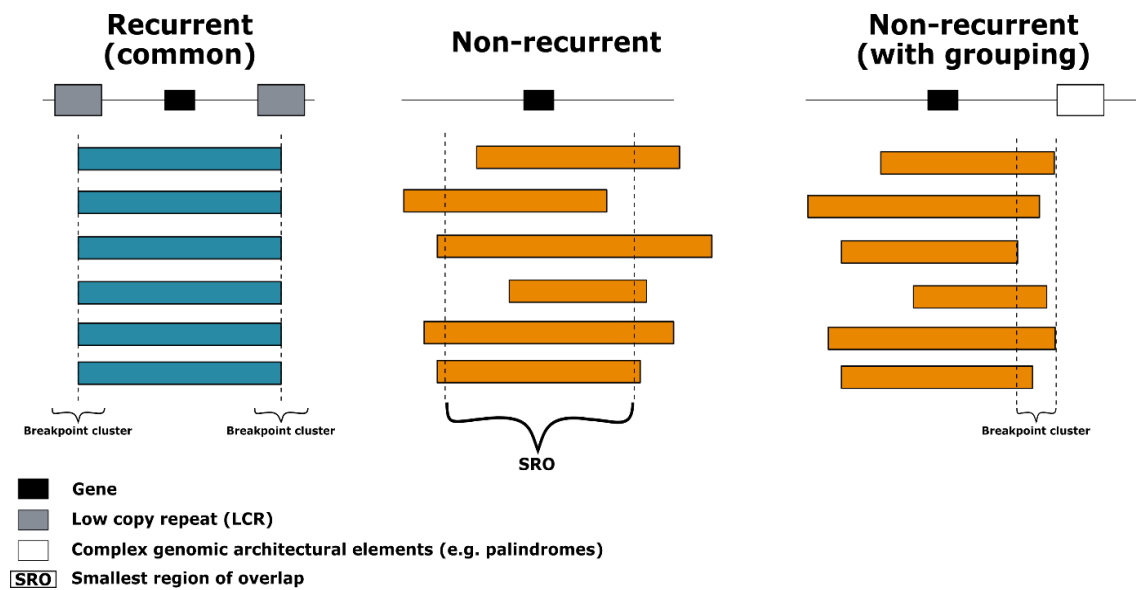 Recurrent
(common)
Non-recurrent
Non-recurrent
(with grouping)
Breakpoint cluster
Breakpoint cluster
SRO
Breakpoint cluster
Gene
Low copy repeat (LCR)
Complex genomic architectural elements (e.g. palindromes)
SRO Smallest region of overlap